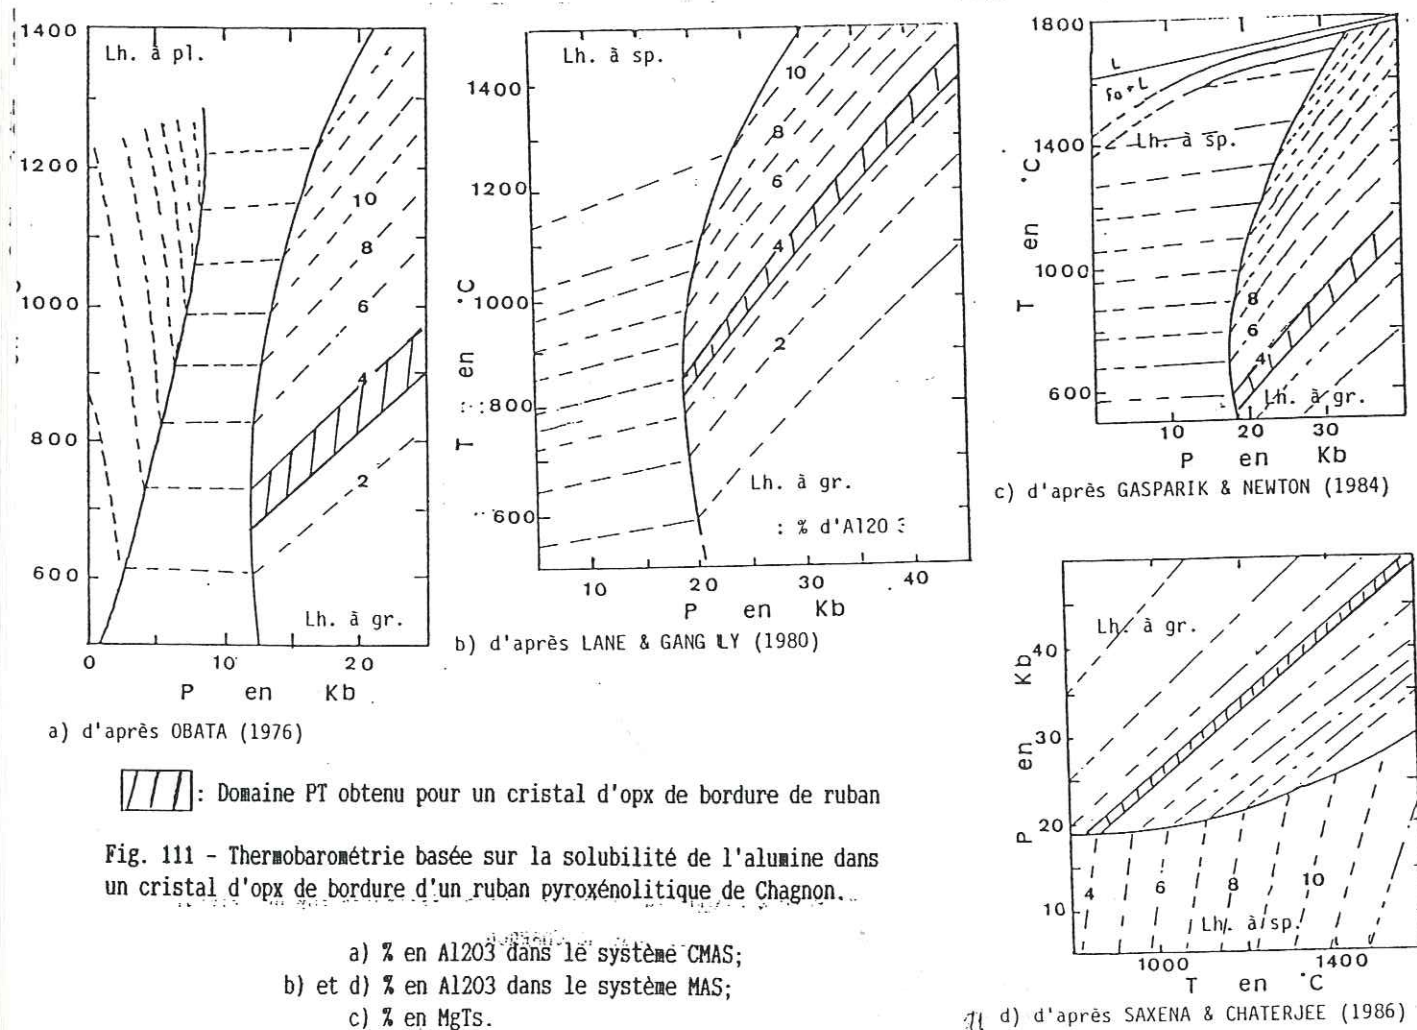 1400
1200
1000
800
600
Lh. à pl.
10
8
6
4
2
Lh. à gr.
0
10
20
P en Kb
a) d'après OBATA (1976)
T en °C
1400
1200
1000
800
600
Lh. à sp.
10
8
6
4
2
Lh. à gr.
: % d'Al2O3
10
20
30
40
P en Kb
b) d'après LANE & GANG LY (1980)
T en °C
1800
1400
1000
600
L
Fo+L
Lh. à sp.
8
6
4
Lh. à gr.
10
20
30
P en Kb
c) d'après GASPARIK & NEWTON (1984)
P en Kb
40
30
20
10
Lh. à gr.
4
6
8
10
Lh. à sp.
1000
1400
T en °C
d) d'après SAXENA & CHATERJEE (1986)
: Domaine PT obtenu pour un cristal d'opx de bordure de ruban
Fig. 111 - Thermobarométrie basée sur la solubilité de l'alumine dans
un cristal d'opx de bordure d'un ruban pyroxénolitique de Chagnon.
a) % en Al2O3 dans le système CMAS;
b) et d) % en Al2O3 dans le système MAS;
c) % en MgTs.